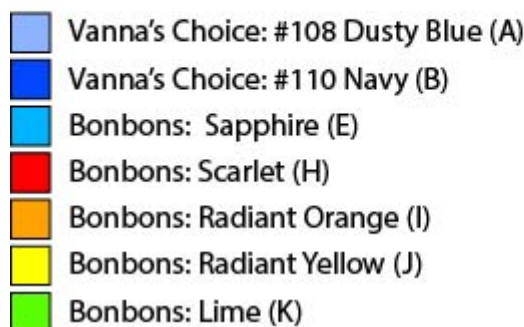 Vanna's Choice: #108 Dusty Blue (A)
Vanna's Choice: #110 Navy (B)
Bonbons: Sapphire (E)
Bonbons: Scarlet (H)
Bonbons: Radiant Orange (I)
Bonbons: Radiant Yellow (J)
Bonbons: Lime (K)